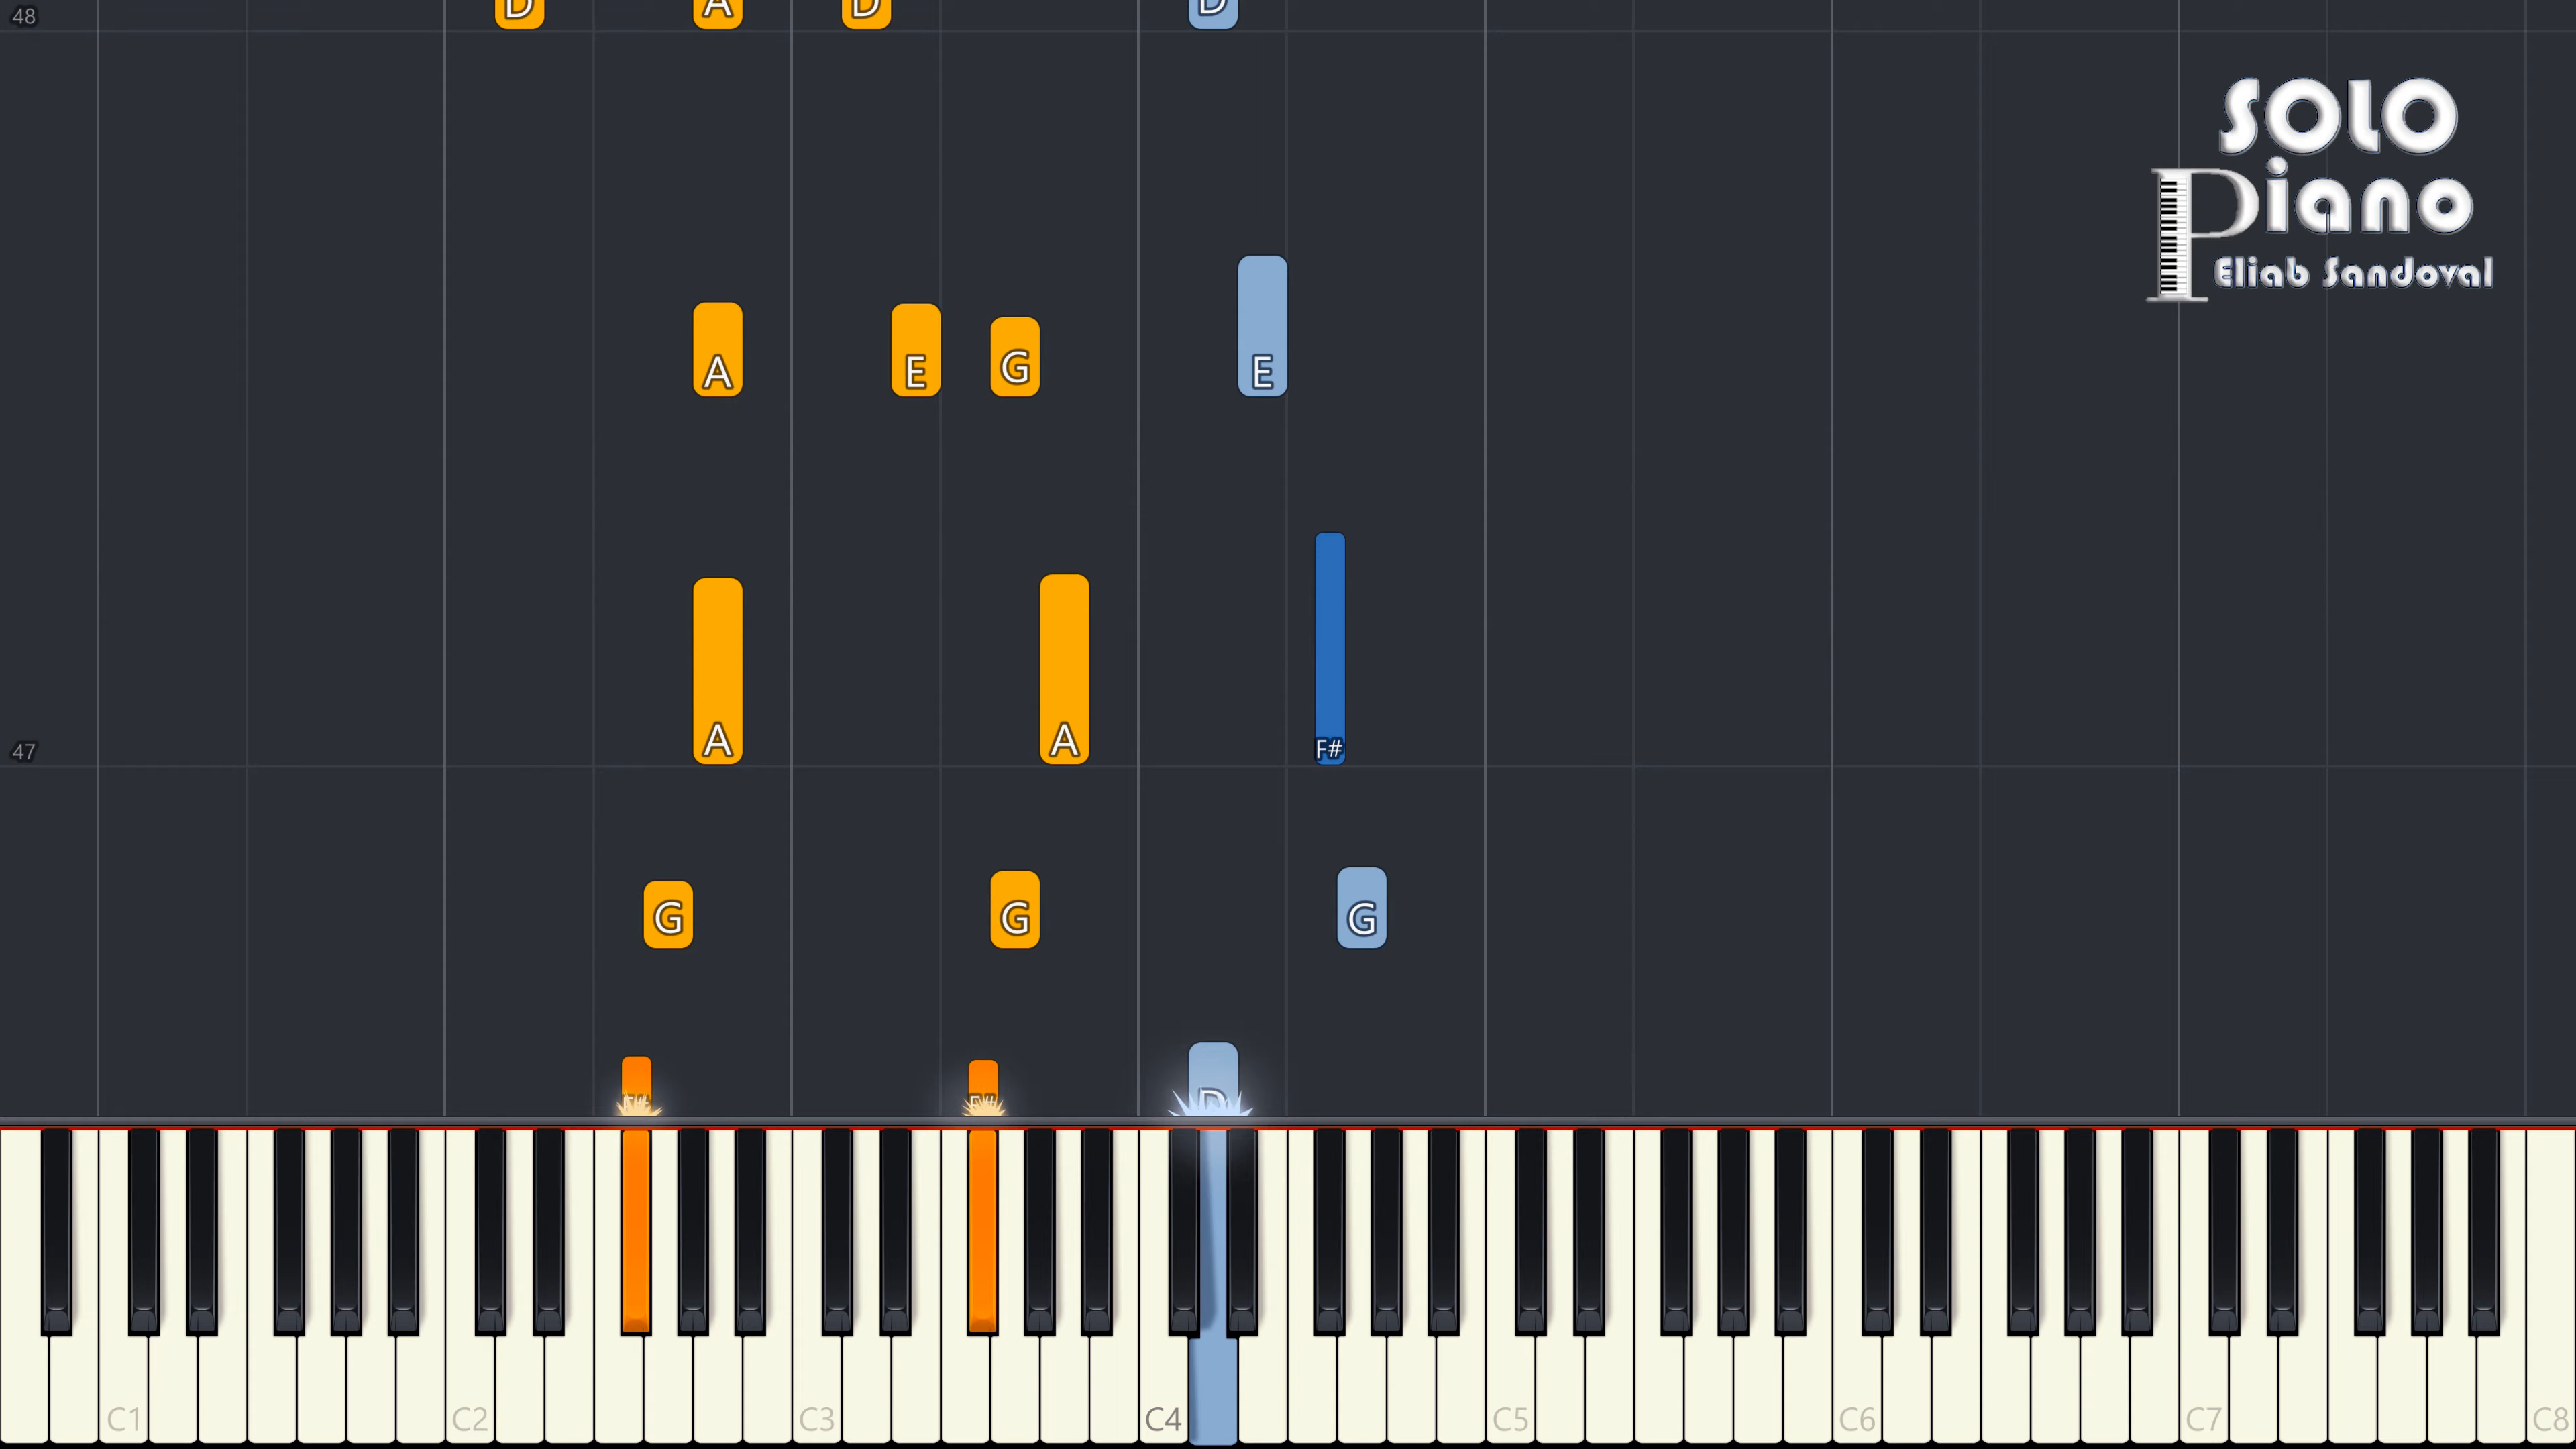 48
D A D D
SOLO
Piano
Eliab Sandoval
A E G E
47
A A F#
G G G
F# F# D
C1 C2 C3 C4 C5 C6 C7 C8